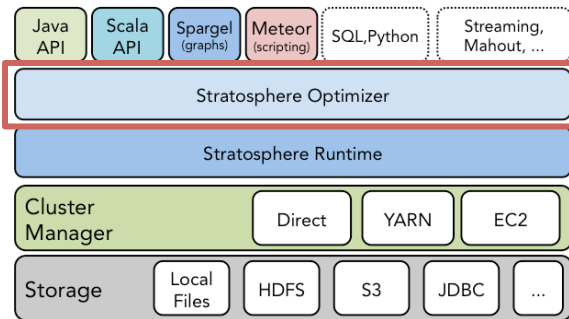 Java
API
Scala
API
Spargel
(graphs)
Meteor
(scripting)
SQL,Python
Streaming,
Mahout, ...
Stratosphere Optimizer
Stratosphere Runtime
Cluster
Manager
Direct
YARN
EC2
Storage
Local
Files
HDFS
S3
JDBC
...